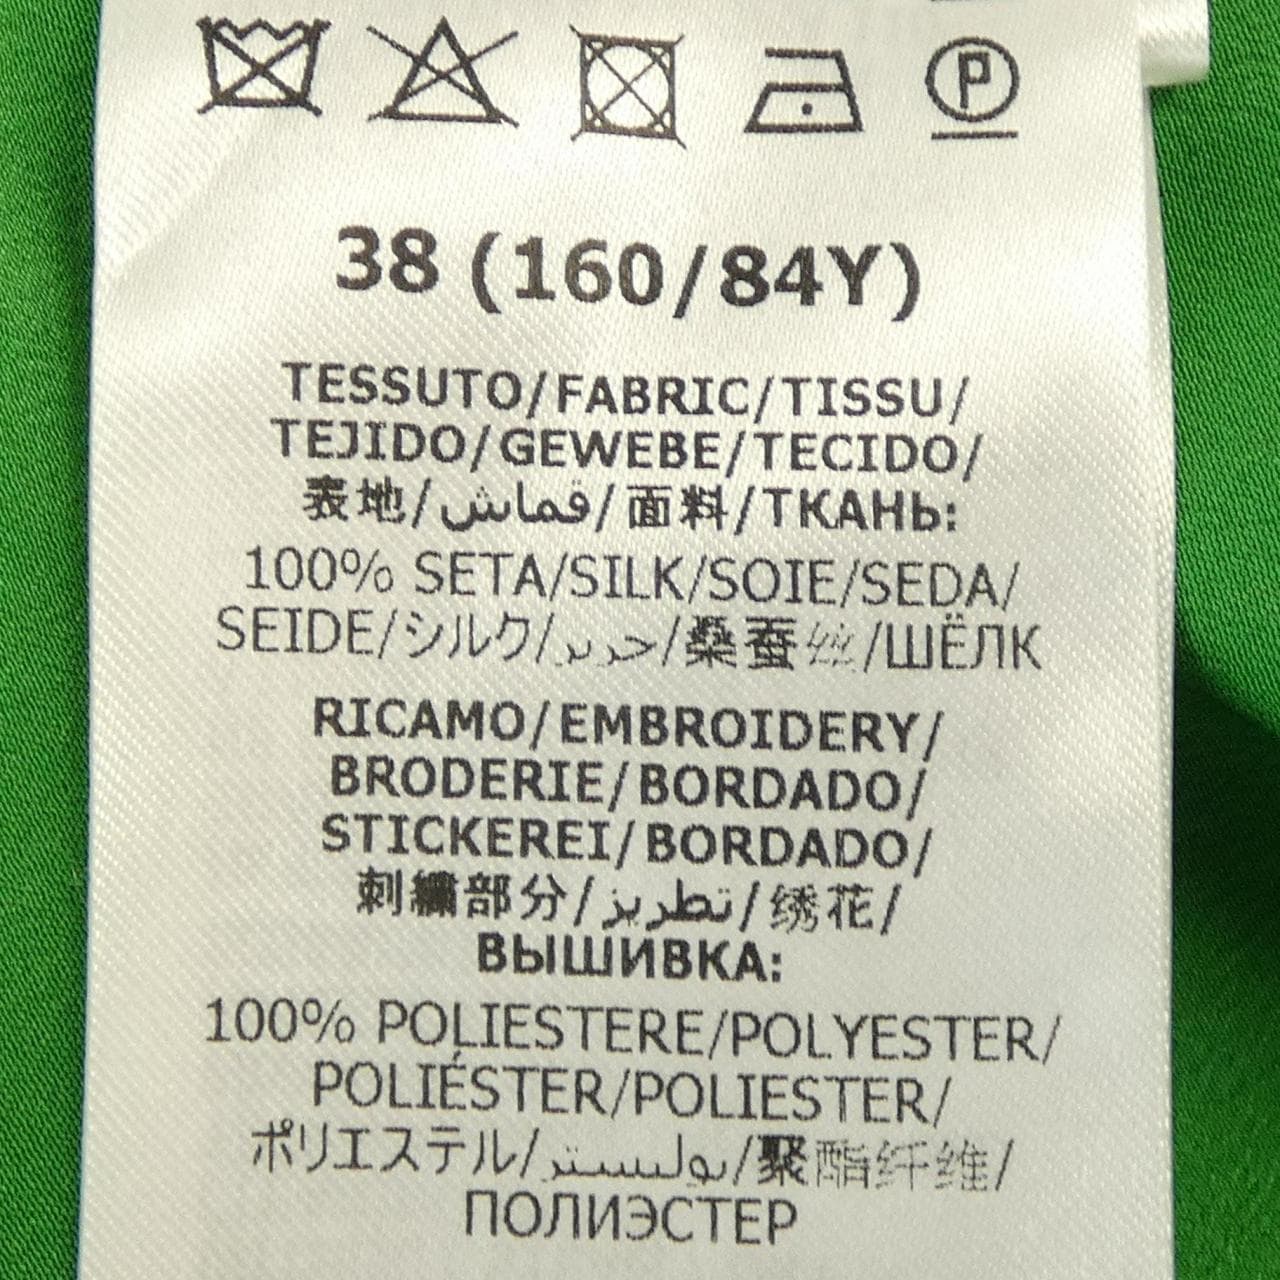 P
38 (160/84Y)
TESSUTO/FABRIC/TISSU/
TEJIDO/GEWEBE/TECIDO/
表地/قماش/面料/ТКАНЬ:
100% SETA/SILK/SOIE/SEDA/
SEIDE/シルク/حرير/桑蚕丝/ШЁЛК
RICAMO/EMBROIDERY/
BRODERIE/BORDADO/
STICKEREI/BORDADO/
刺繍部分/تطريز/绣花/
ВЫШИВКА:
100% POLIESTERE/POLYESTER/
POLIÉSTER/POLIESTER/
ポリエステル/بوليستر/聚酯纤维/
ПОЛИЭСТЕР